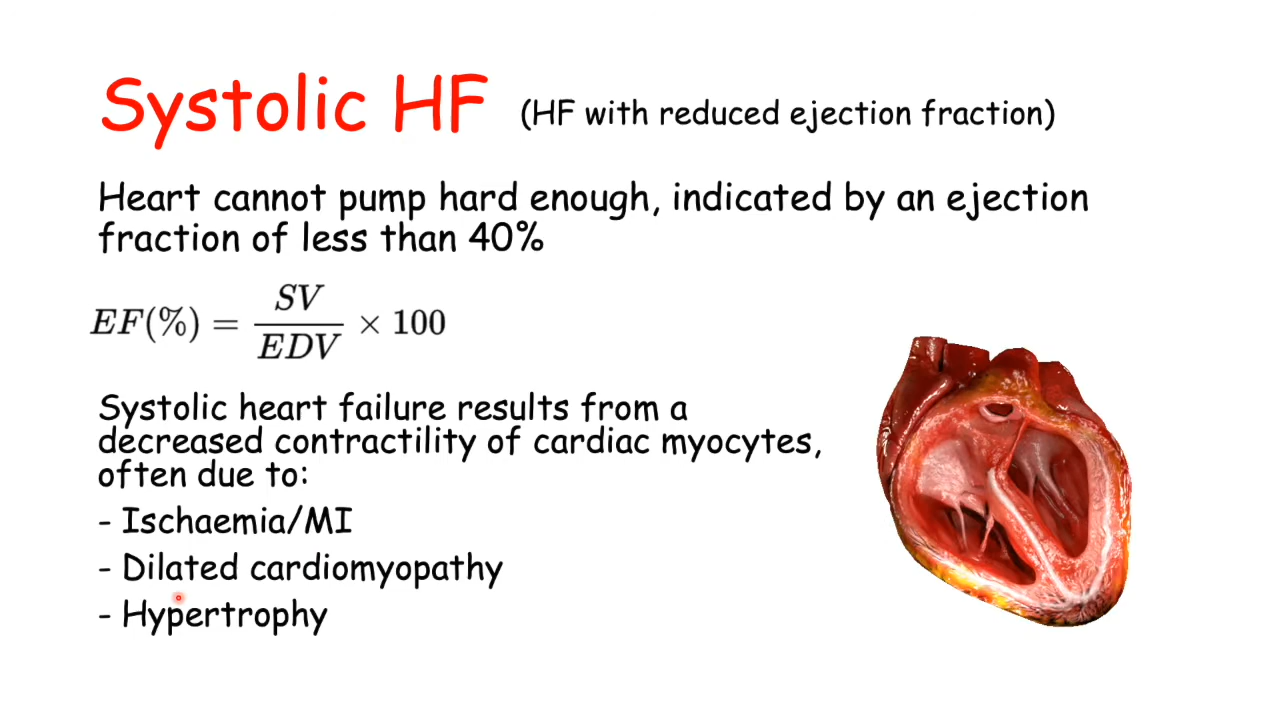 Systolic HF (HF with reduced ejection fraction)
Heart cannot pump hard enough, indicated by an ejection
fraction of less than 40%
EF(%) = SV/EDV × 100
Systolic heart failure results from a
decreased contractility of cardiac myocytes,
often due to:
- Ischaemia/MI
- Dilated cardiomyopathy
- Hypertrophy